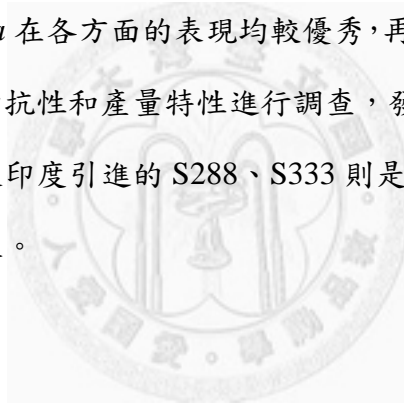 a 在各方面的表現均較優秀,再
抗性和產量特性進行調查,發
印度引進的 S288、S333 則是
。